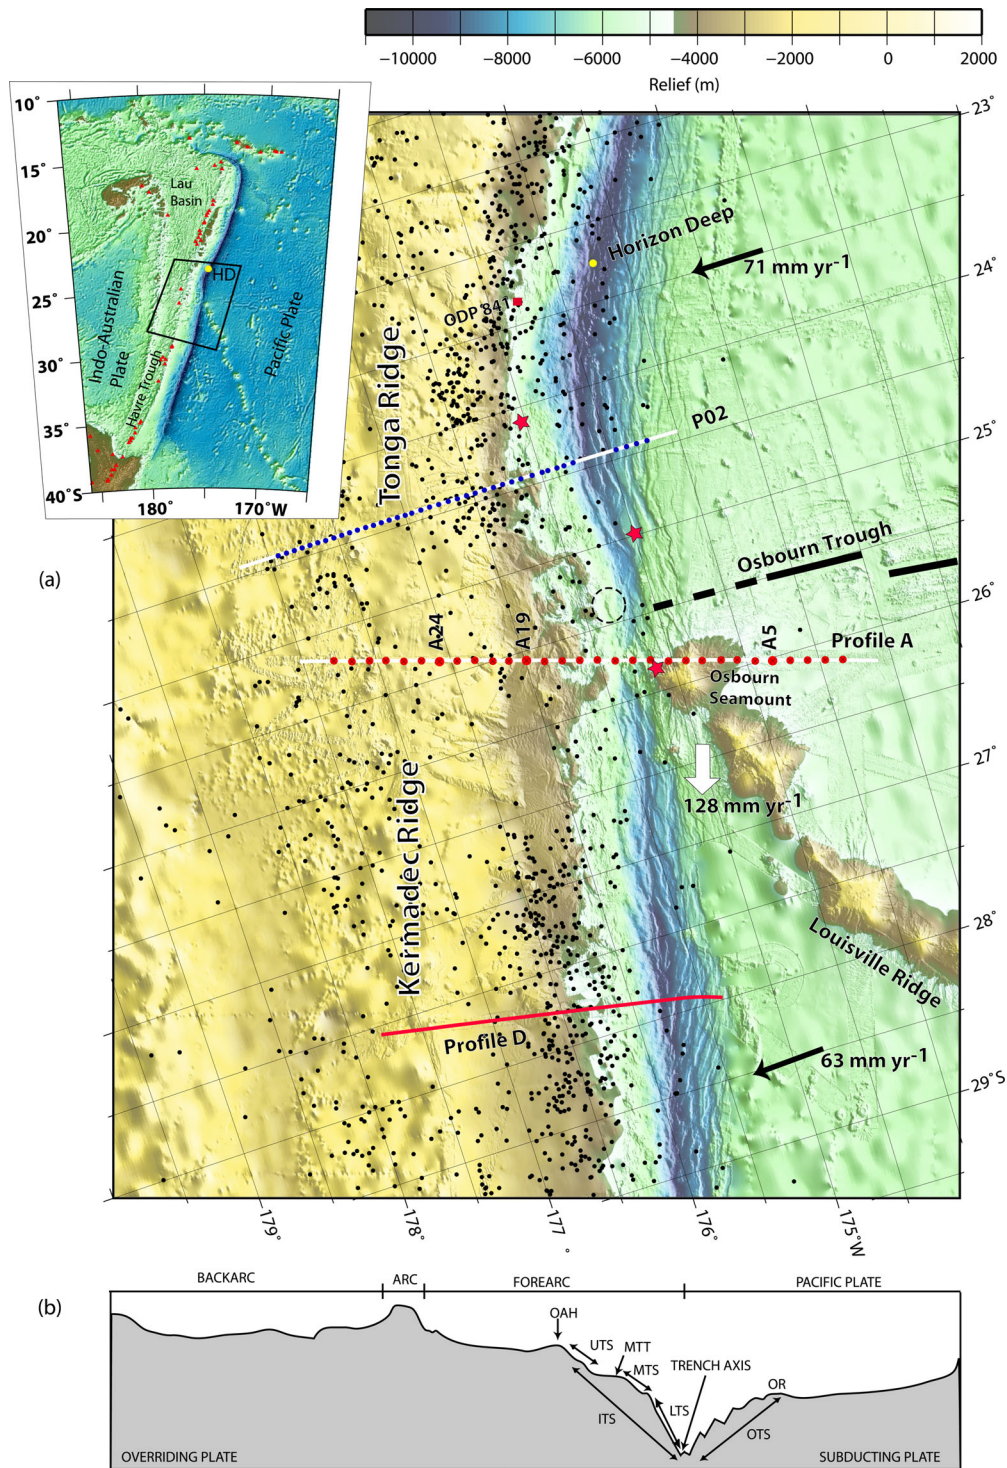 −10000 −8000 −6000 −4000 −2000 0 2000
Relief (m)
10°
15°
20°
25°
30°
35°
40°S
180°
170°W
Lau
Basin
HD
Indo-Australian
Plate
Pacific Plate
Havre Trough
23°
24°
25°
26°
27°
28°
29°S
Horizon Deep
71 mm yr-1
ODP 841
Tonga Ridge
P02
(a)
Osbourn Trough
A24
A19
A5
Profile A
Osbourn
Seamount
128 mm yr-1
Kermadec Ridge
Louisville Ridge
Profile D
63 mm yr-1
179°
178°
177°
176°
175°W
(b)
BACKARC ARC FOREARC PACIFIC PLATE
OAH
UTS
MTT
MTS
TRENCH AXIS
OR
LTS
ITS
OTS
OVERRIDING PLATE SUBDUCTING PLATE